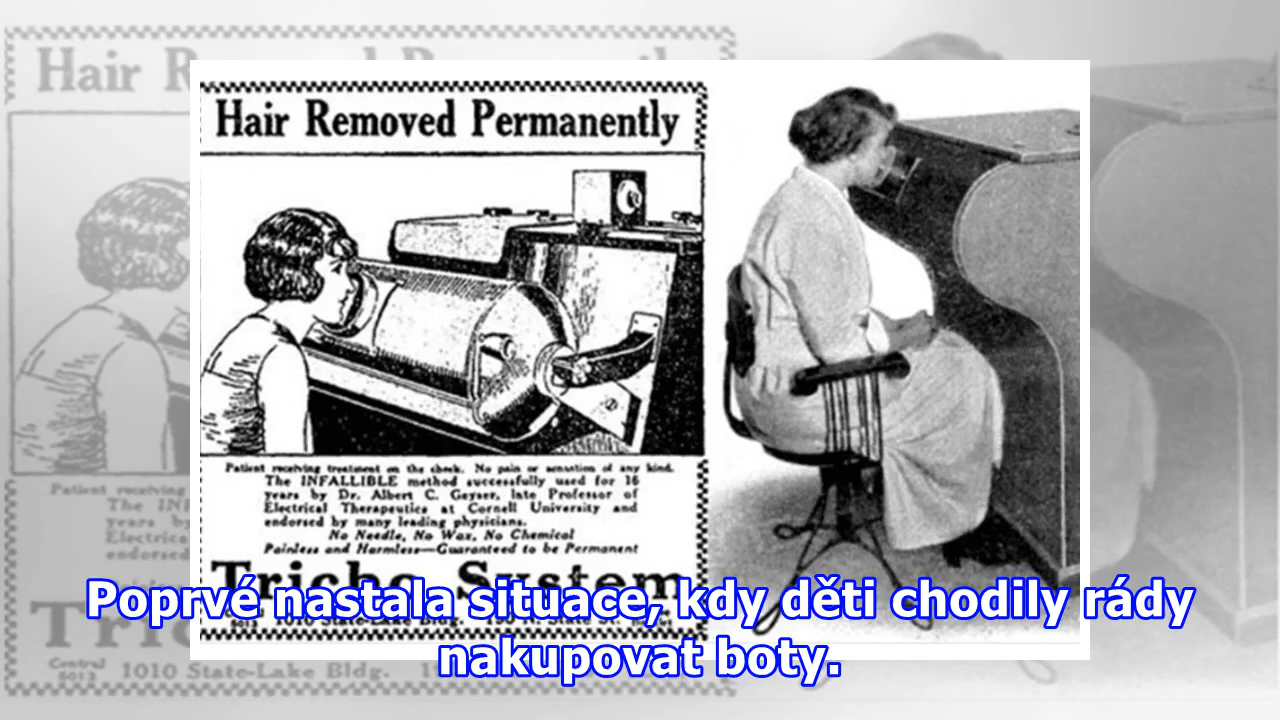 Hair Removed Permanently
Patient receiving treatment on the cheek. No pain or sensation of any kind.
The INFALLIBLE method successfully used for 16
years by Dr. Albert C. Geyser, late Professor of
Electrical Therapeutics at Cornell University and
endorsed by many leading physicians.
No Needle, No Wax, No Chemical
Painless and Harmless—Guaranteed to be Permanent
Tricho System
1010 State-Lake Bldg.
Poprvé nastala situace, kdy děti chodily rády
nakupovat boty.